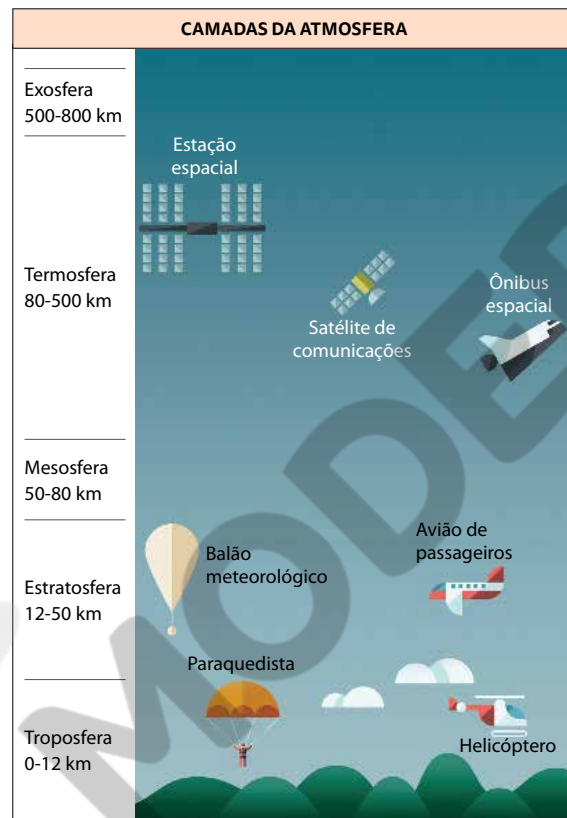 CAMADAS DA ATMOSFERA
Exosfera
500-800 km
Estação
espacial
Termosfera
80-500 km
Satélite de
comunicações
Ônibus
espacial
Mesosfera
50-80 km
Estratosfera
12-50 km
Balão
meteorológico
Avião de
passageiros
Troposfera
0-12 km
Paraquedista
Helicóptero
MODE